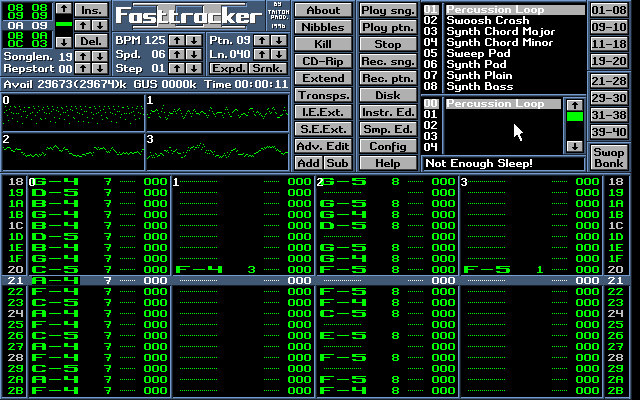 08 08
09 09
0A 09
0B 0A
0C 03
Ins.
Del.
Songlen. 19
Repstart 00
Fasttracker
BY TRITON PROD. 1996
BPM 125
Spd. 06
Step 01
Ptn. 09
Ln. 040
Expd. Srnk.
Avail 29673(29674)k GUS 0000k Time 00:00:11
0 1
2 3
About
Nibbles
Kill
CD-Rip
Extend
Transps.
I.E.Ext.
S.E.Ext.
Adv. Edit
Add Sub
Play sng.
Play ptn.
Stop
Rec. sng.
Rec. ptn.
Disk
Instr. Ed.
Smp. Ed.
Config
Help
01 Percussion Loop
02 Swoosh Crash
03 Synth Chord Major
04 Synth Chord Minor
05 Sweep Pad
06 Synth Pad
07 Synth Plain
08 Synth Bass
00 Percussion Loop
01
02
03
04
Not Enough Sleep!
01-08
09-10
11-18
19-20
21-28
29-30
31-38
39-40
Swap
Bank
0 1 2 3
18 G-4 7 000 000 G-5 8 000 000 18
19 D-5 7 000 000 000 000 19
1A B-4 7 000 000 G-5 8 000 000 1A
1B G-4 7 000 000 G-4 8 000 000 1B
1C B-4 7 000 000 D-5 8 000 000 1C
1D D-5 7 000 000 000 000 1D
1E B-4 7 000 000 G-5 8 000 000 1E
1F G-4 7 000 000 G-4 8 000 000 1F
20 C-5 7 000 F-4 3 000 F-5 8 000 F-5 1 000 20
21 A-4 7 000 000 000 000 21
22 F-4 7 000 000 F-5 8 000 000 22
23 C-5 7 000 000 F-4 8 000 000 23
24 A-4 7 000 000 C-5 8 000 000 24
25 F-4 7 000 000 000 000 25
26 C-5 7 000 000 E-5 8 000 000 26
27 A-4 7 000 000 000 000 27
28 F-4 7 000 000 F-5 8 000 000 28
29 C-5 7 000 000 000 000 29
2A A-4 7 000 000 F-5 8 000 000 2A
2B F-4 7 000 000 F-4 8 000 000 2B